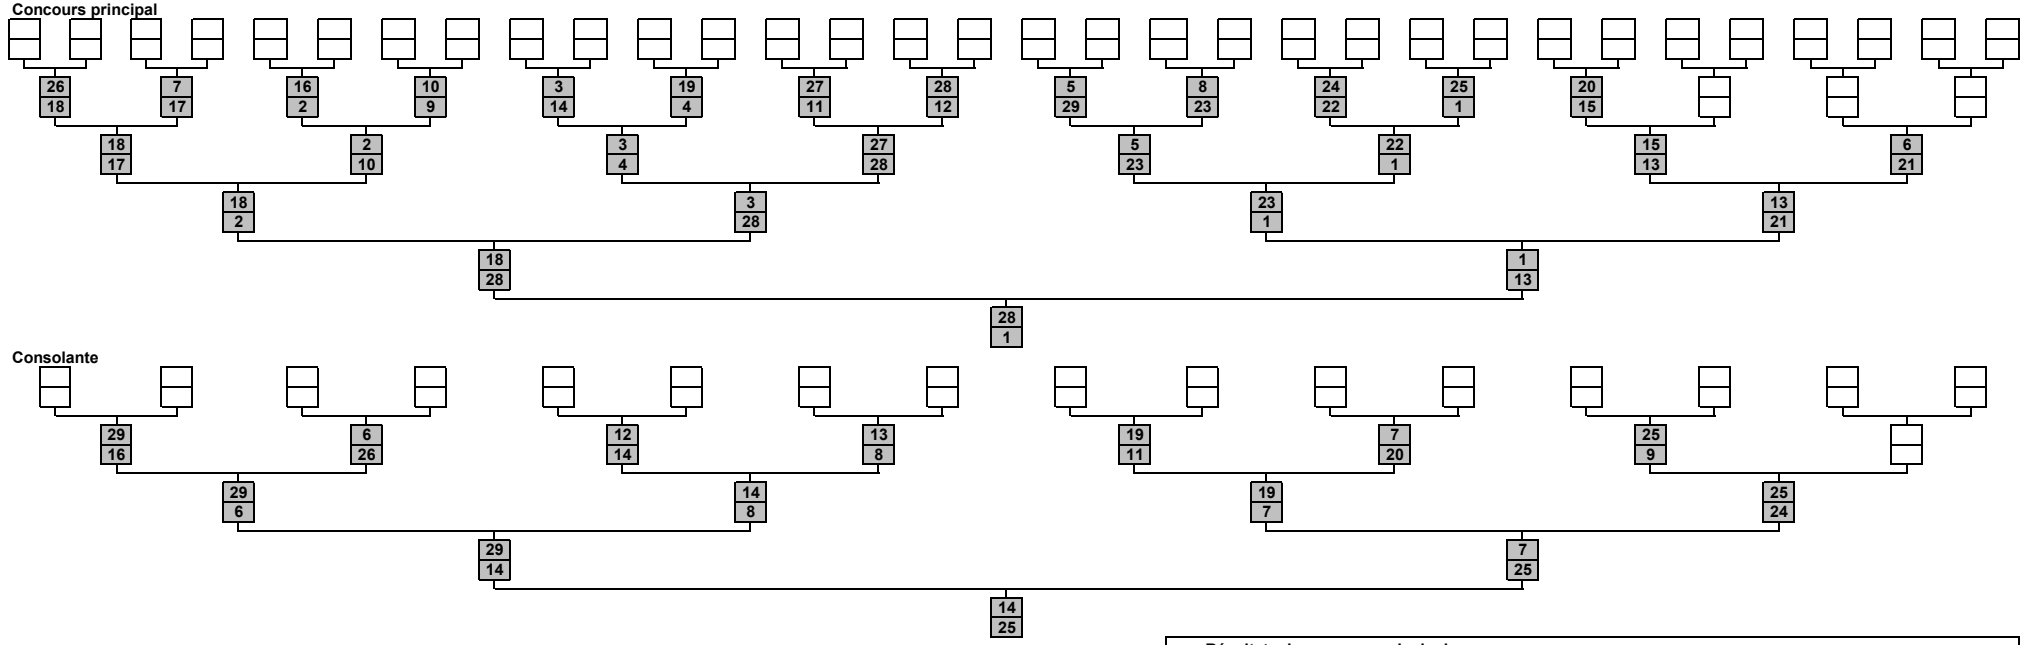 Concours principal
26 7 16 10 3 19 27 28 5 8 24 25 20
18 17 2 9 14 4 11 12 29 23 22 1 15
18 2 3 27 5 22 15 6
17 10 4 28 23 1 13 21
18 3 23 13
2 28 1 21
18 1
28 13
28
1
Consolante
29 6 12 13 19 7 25
16 26 14 8 11 20 9
29 14 19 25
6 8 7 24
29 7
14 25
14
25